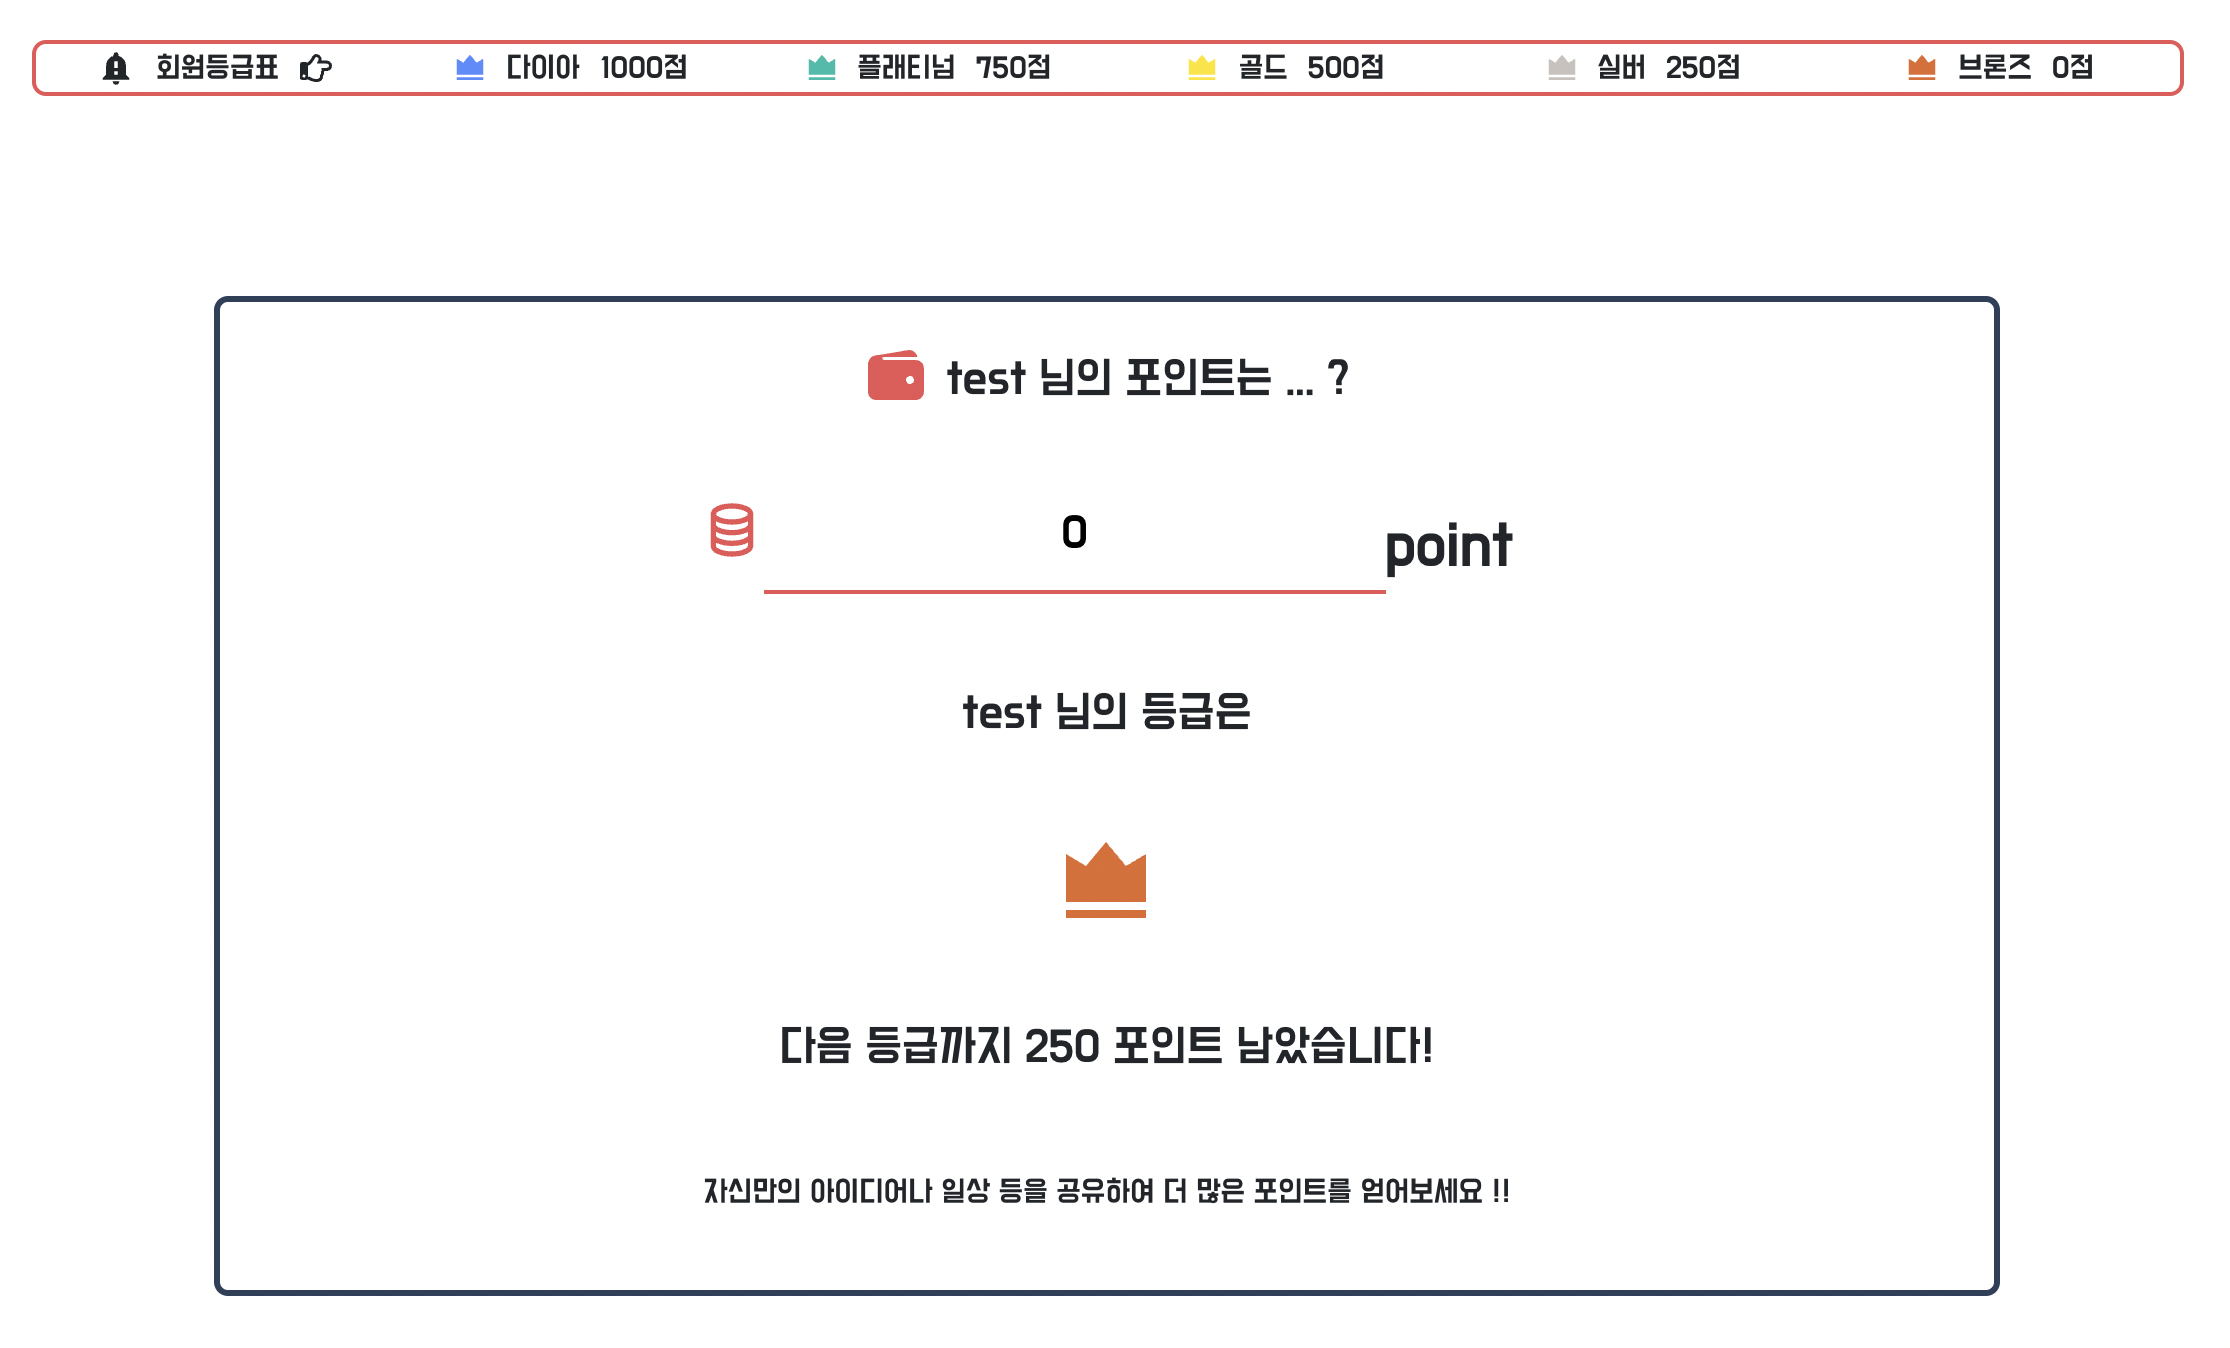 회원등급표 다이아 1000점 플래티넘 750점 골드 500점 실버 250점 브론즈 0점
test 님의 포인트는 ... ?
0 point
test 님의 등급은
다음 등급까지 250 포인트 남았습니다!
자신만의 아이디어나 일상 등을 공유하여 더 많은 포인트를 얻어보세요 !!